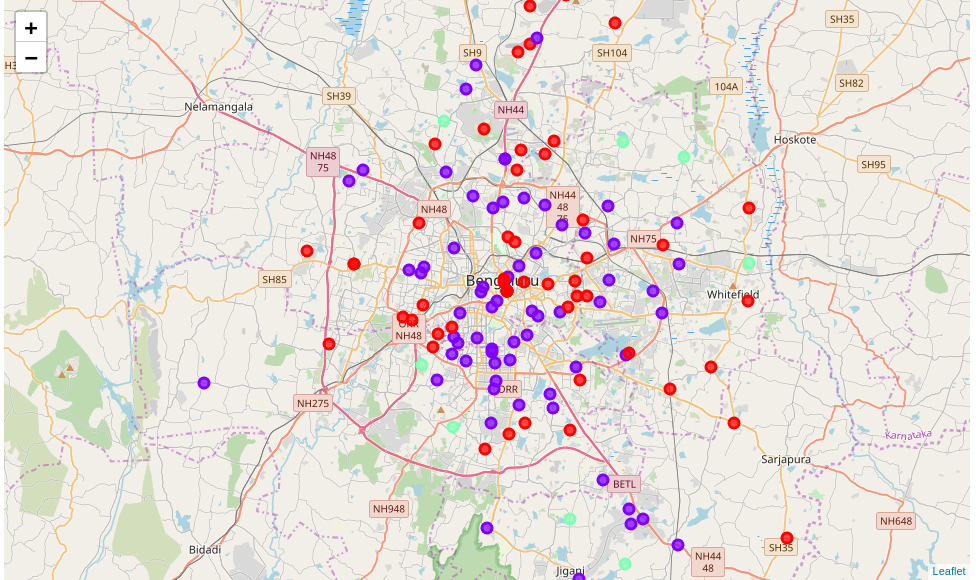 +
−
SH35
SH9
SH104
SH39
104A
SH82
Nelamangala
NH44
Hoskote
NH48
75
SH95
NH48
NH44
48
75
NH75
SH85
Bengaluru
Whitefield
NH48
NH275
ORR
Karnataka
Sarjapura
BETL
NH948
NH648
Bidadi
SH35
NH44
48
Jigani
Leaflet